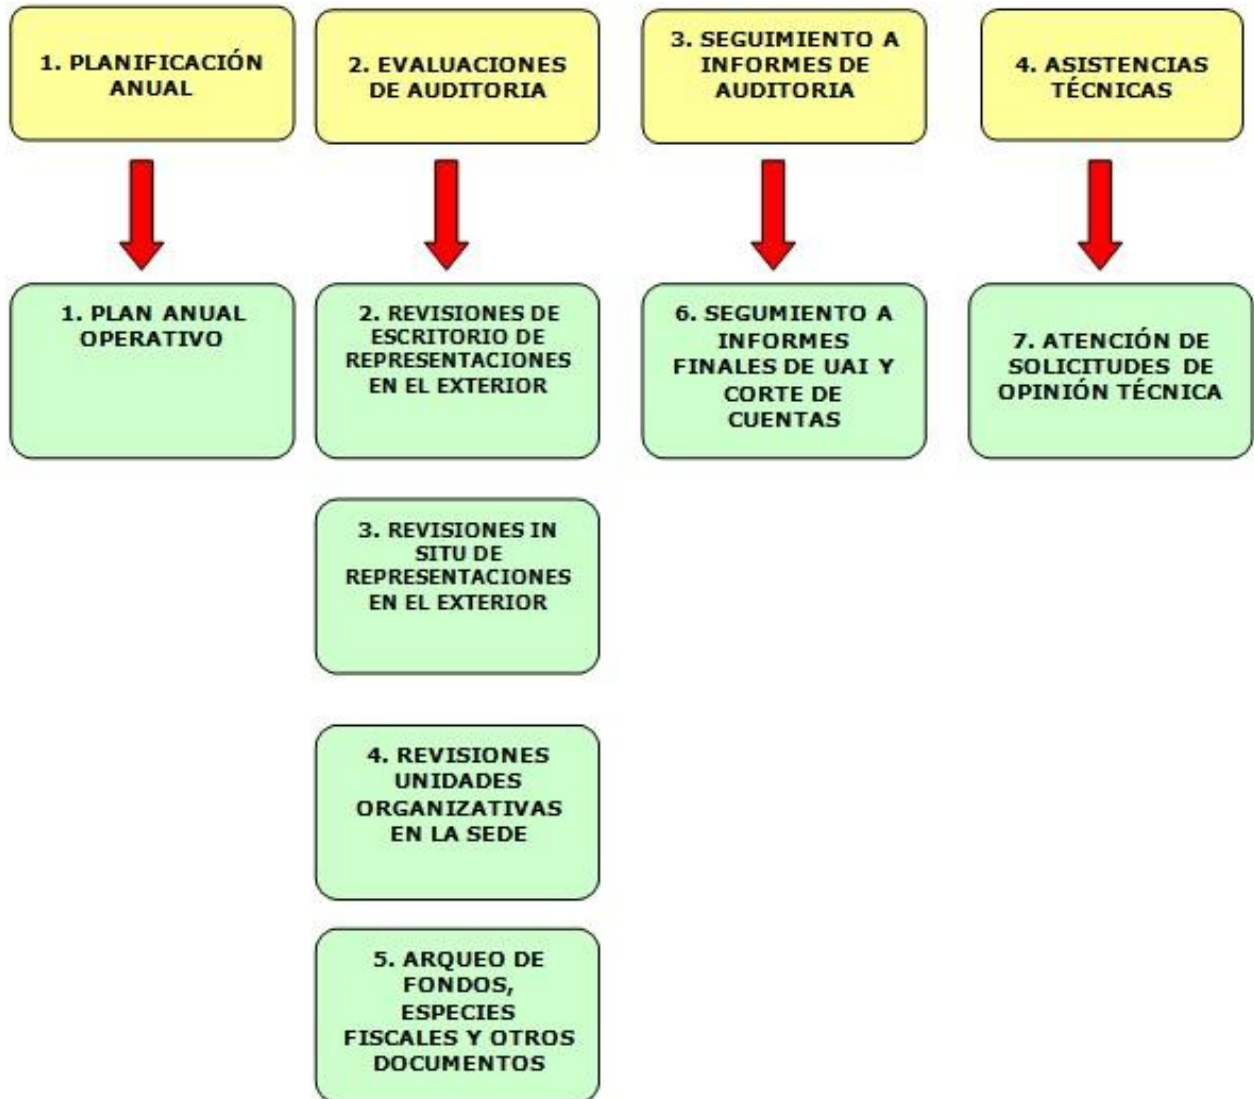 1. PLANIFICACIÓN
ANUAL
2. EVALUACIONES
DE AUDITORIA
3. SEGUIMIENTO A
INFORMES DE
AUDITORIA
4. ASISTENCIAS
TÉCNICAS
1. PLAN ANUAL
OPERATIVO
2. REVISIONES DE
ESCRITORIO DE
REPRESENTACIONES
EN EL EXTERIOR
6. SEGUMIENTO A
INFORMES
FINALES DE UAI Y
CORTE DE
CUENTAS
7. ATENCIÓN DE
SOLICITUDES DE
OPINIÓN TÉCNICA
3. REVISIONES IN
SITU DE
REPRESENTACIONES
EN EL EXTERIOR
4. REVISIONES
UNIDADES
ORGANIZATIVAS
EN LA SEDE
5. ARQUEO DE
FONDOS,
ESPECIES
FISCALES Y OTROS
DOCUMENTOS